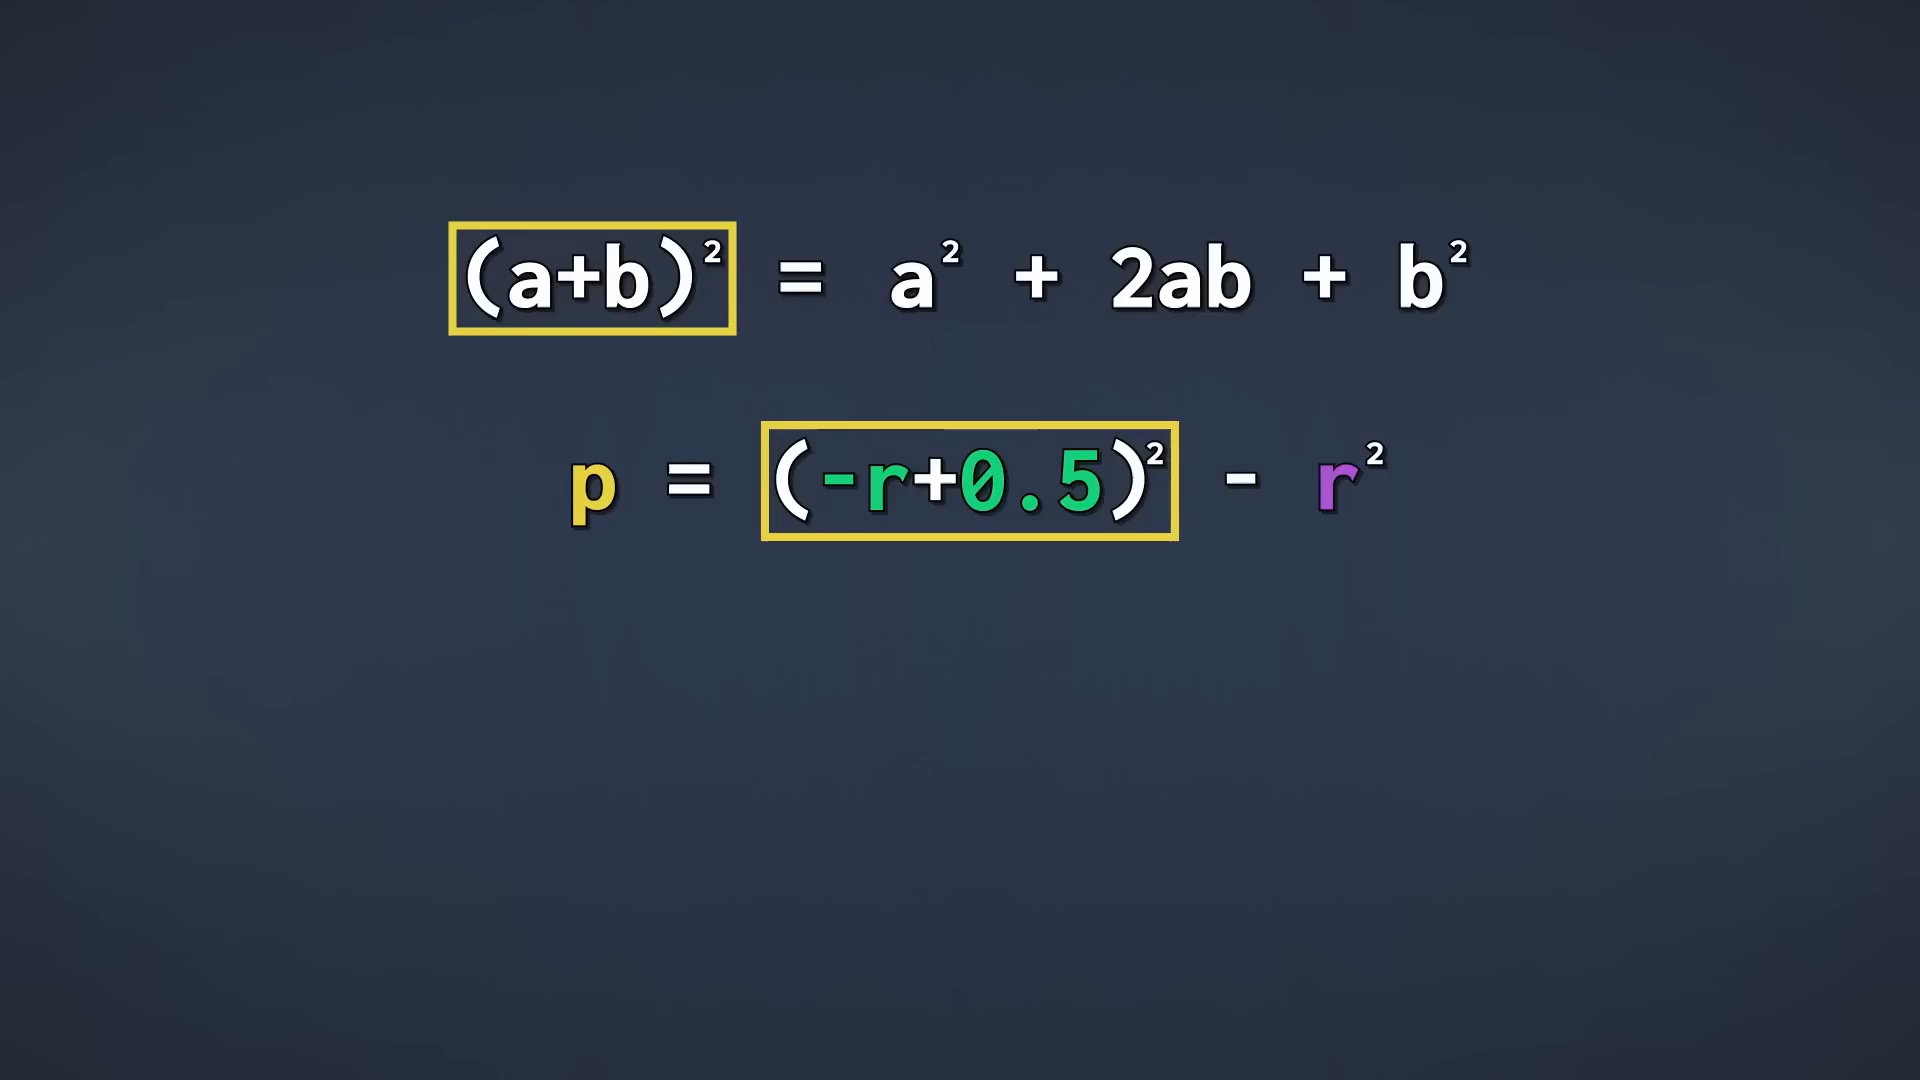 (a+b)² = a² + 2ab + b²
p = (-r+0.5)² - r²